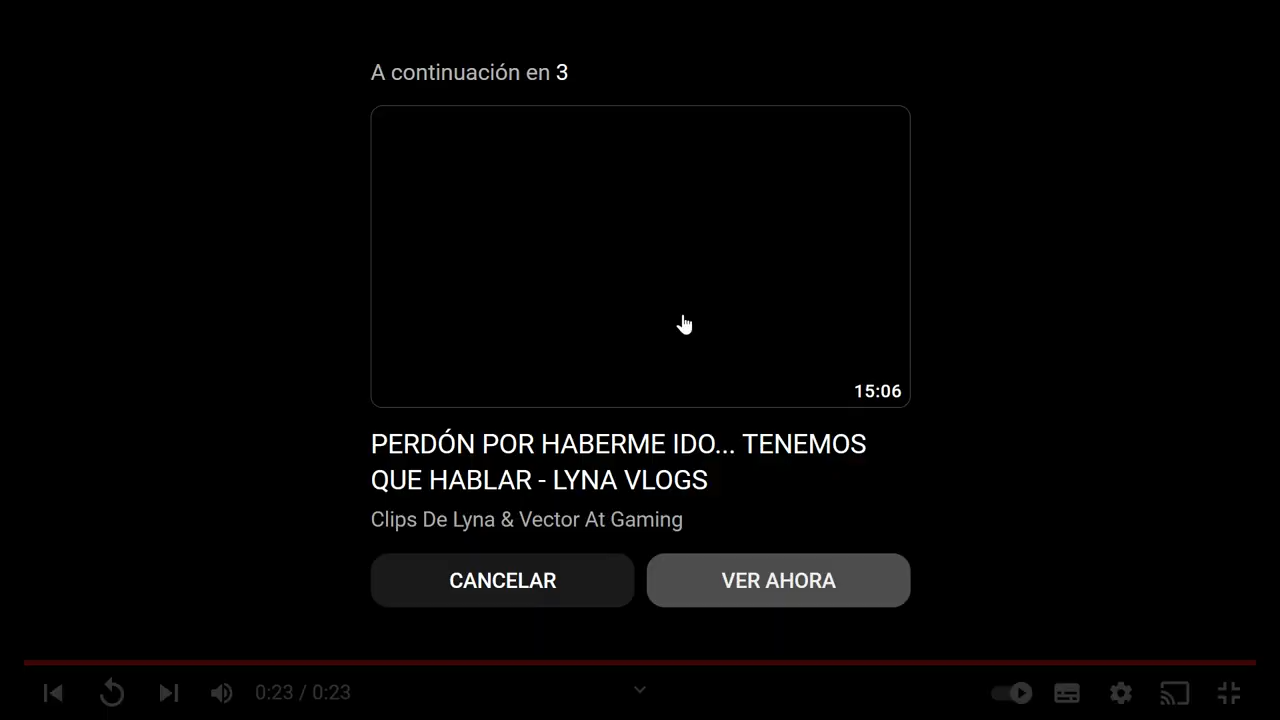 A continuación en 3
15:06
PERDÓN POR HABERME IDO... TENEMOS
QUE HABLAR - LYNA VLOGS
Clips De Lyna & Vector At Gaming
CANCELAR
VER AHORA
0:23 / 0:23